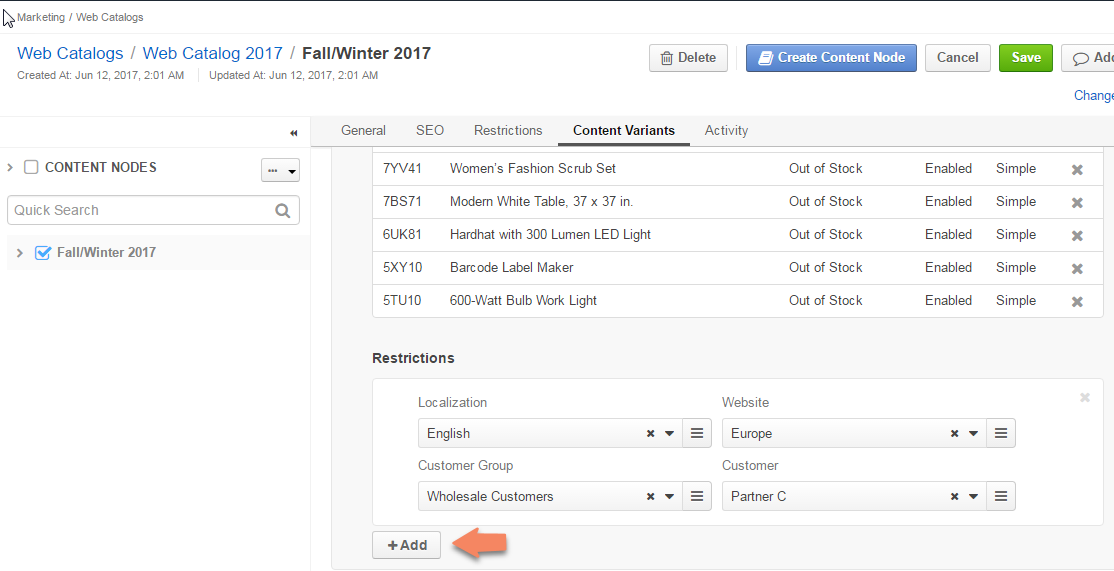 Marketing / Web Catalogs
Web Catalogs / Web Catalog 2017 / Fall/Winter 2017
Created At: Jun 12, 2017, 2:01 AM Updated At: Jun 12, 2017, 2:01 AM
Delete Create Content Node Cancel Save Add
Change
General SEO Restrictions Content Variants Activity
CONTENT NODES
Quick Search
Fall/Winter 2017
7YV41 Women's Fashion Scrub Set Out of Stock Enabled Simple
7BS71 Modern White Table, 37 x 37 in. Out of Stock Enabled Simple
6UK81 Hardhat with 300 Lumen LED Light Out of Stock Enabled Simple
5XY10 Barcode Label Maker Out of Stock Enabled Simple
5TU10 600-Watt Bulb Work Light Out of Stock Enabled Simple
Restrictions
Localization Website
English Europe
Customer Group Customer
Wholesale Customers Partner C
+ Add